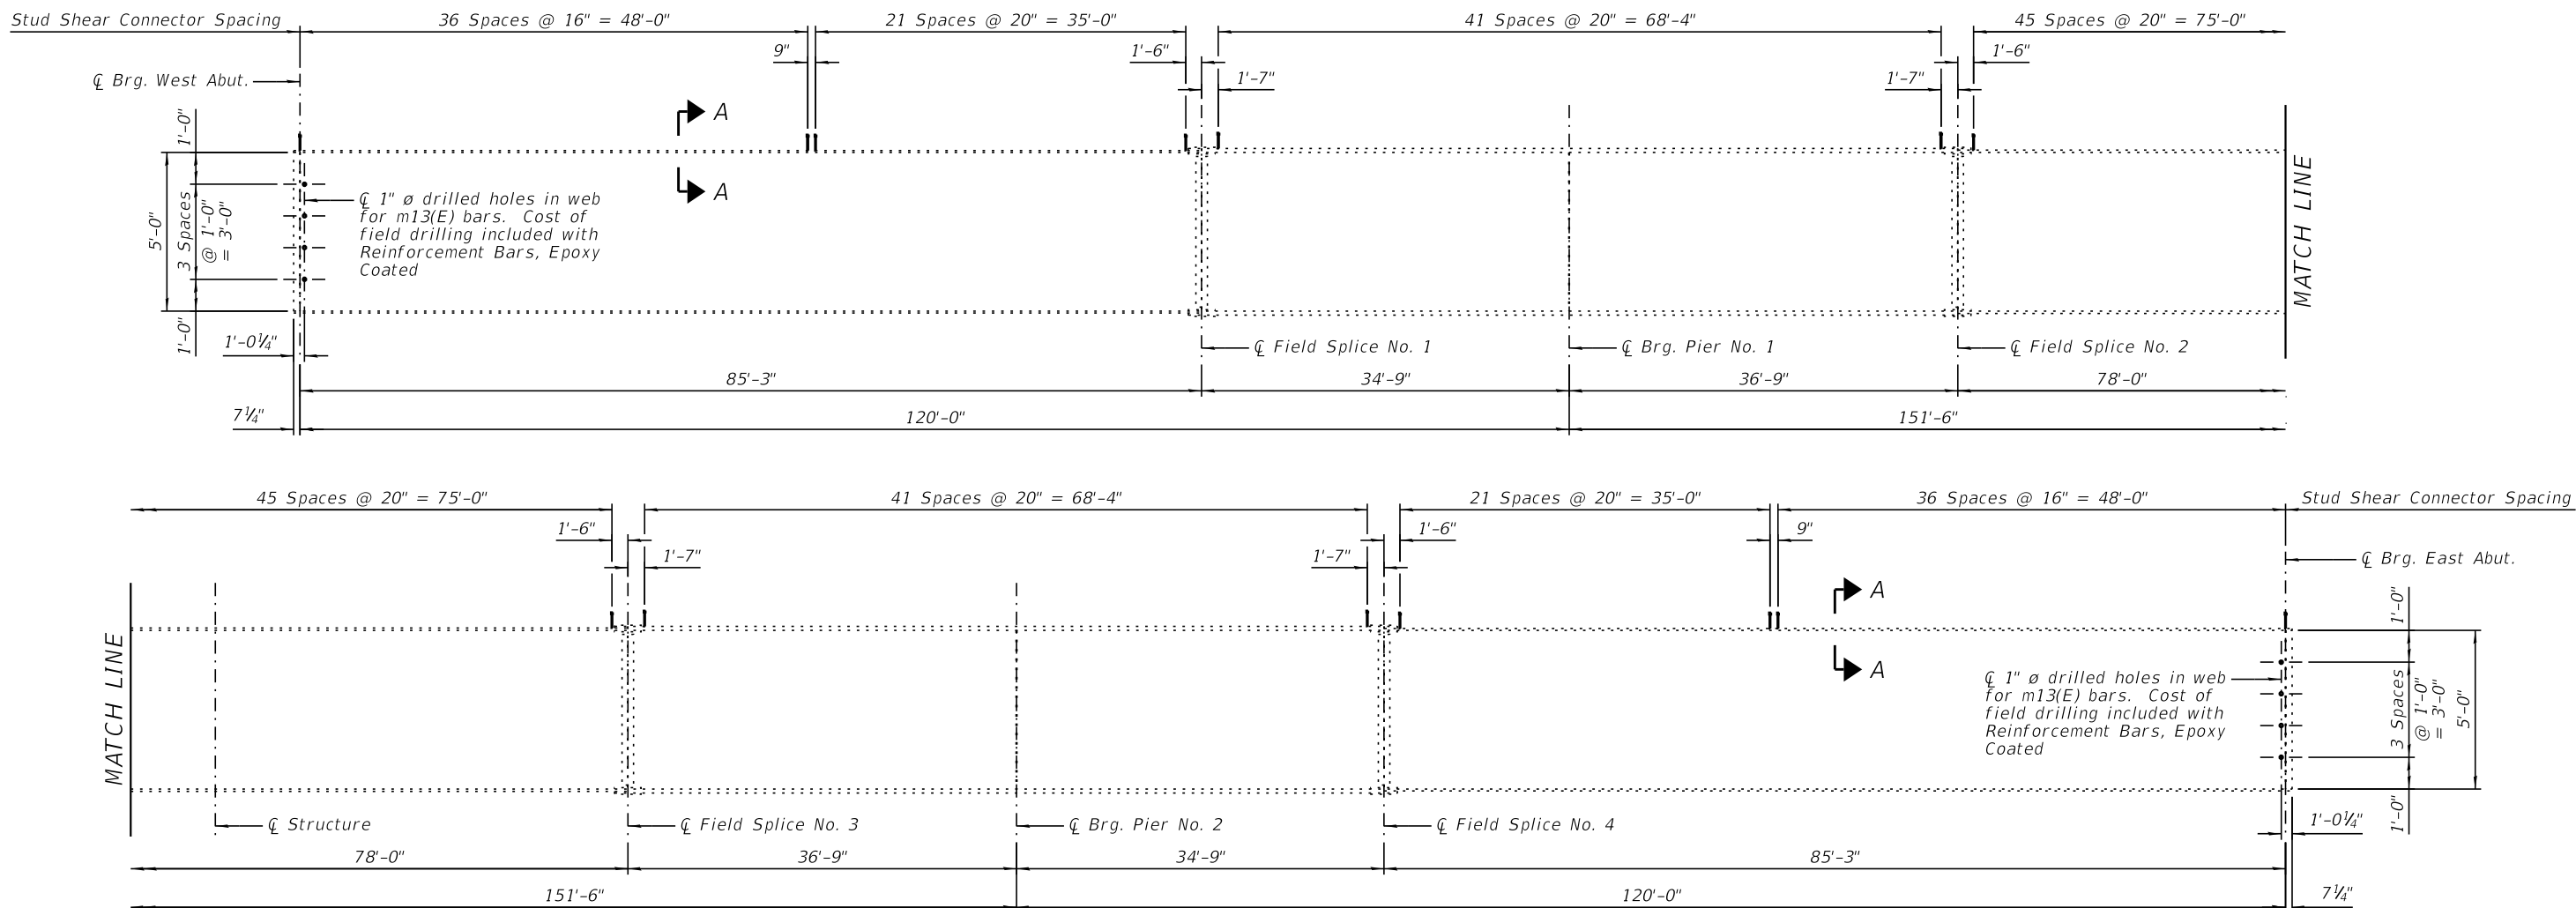 Stud Shear Connector Spacing
36 Spaces @ 16" = 48'-0"
21 Spaces @ 20" = 35'-0"
41 Spaces @ 20" = 68'-4"
45 Spaces @ 20" = 75'-0"
9"
1'-6"
1'-7"
1'-7"
1'-6"
℄ Brg. West Abut.
A
A
1'-0"
5'-0"
3 Spaces
@ 1'-0"
= 3'-0"
1'-0"
℄ 1" ø drilled holes in web
for m13(E) bars. Cost of
field drilling included with
Reinforcement Bars, Epoxy
Coated
MATCH LINE
1'-0¼"
℄ Field Splice No. 1
℄ Brg. Pier No. 1
℄ Field Splice No. 2
85'-3"
34'-9"
36'-9"
78'-0"
7¼"
120'-0"
151'-6"
45 Spaces @ 20" = 75'-0"
41 Spaces @ 20" = 68'-4"
21 Spaces @ 20" = 35'-0"
36 Spaces @ 16" = 48'-0"
Stud Shear Connector Spacing
1'-6"
1'-7"
1'-7"
1'-6"
9"
℄ Brg. East Abut.
A
A
MATCH LINE
℄ 1" ø drilled holes in web
for m13(E) bars. Cost of
field drilling included with
Reinforcement Bars, Epoxy
Coated
1'-0"
3 Spaces
@ 1'-0"
= 3'-0"
5'-0"
1'-0"
1'-0¼"
℄ Structure
℄ Field Splice No. 3
℄ Brg. Pier No. 2
℄ Field Splice No. 4
78'-0"
36'-9"
34'-9"
85'-3"
151'-6"
120'-0"
7¼"